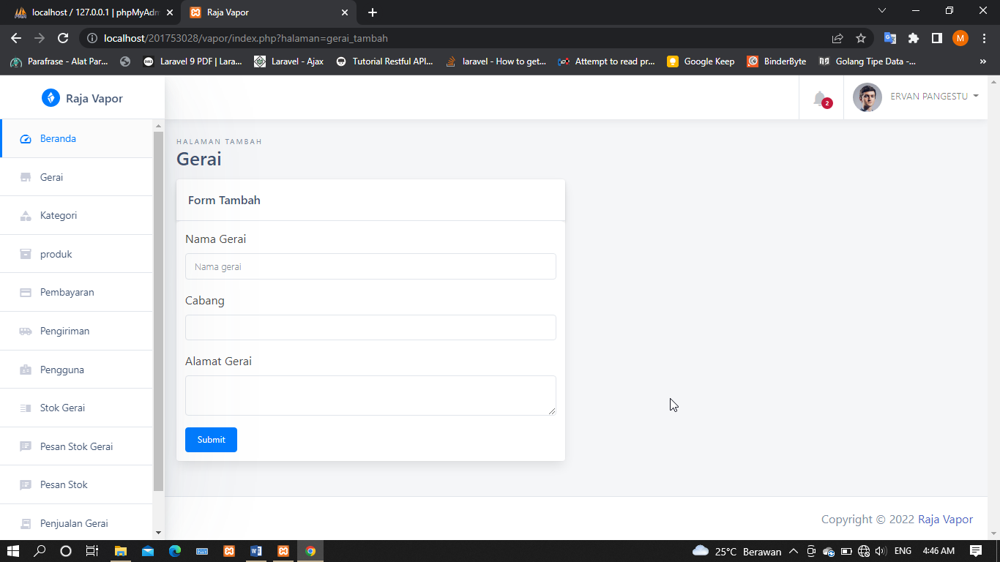 localhost / 127.0.0.1 | phpMyAdm
Raja Vapor
localhost/201753028/vapor/index.php?halaman=gerai_tambah
M
Parafrase - Alat Par...
Laravel 9 PDF | Lara...
Laravel - Ajax
Tutorial Restful API...
laravel - How to get...
Attempt to read pr...
Google Keep
BinderByte
Golang Tipe Data -...
»
Raja Vapor
2
ERVAN PANGESTU
Beranda
Gerai
Kategori
produk
Pembayaran
Pengiriman
Pengguna
Stok Gerai
Pesan Stok Gerai
Pesan Stok
Penjualan Gerai
HALAMAN TAMBAH
Gerai
Form Tambah
Nama Gerai
Nama gerai
Cabang
Alamat Gerai
Submit
Copyright © 2022 Raja Vapor
25°C Berawan
ENG
4:46 AM